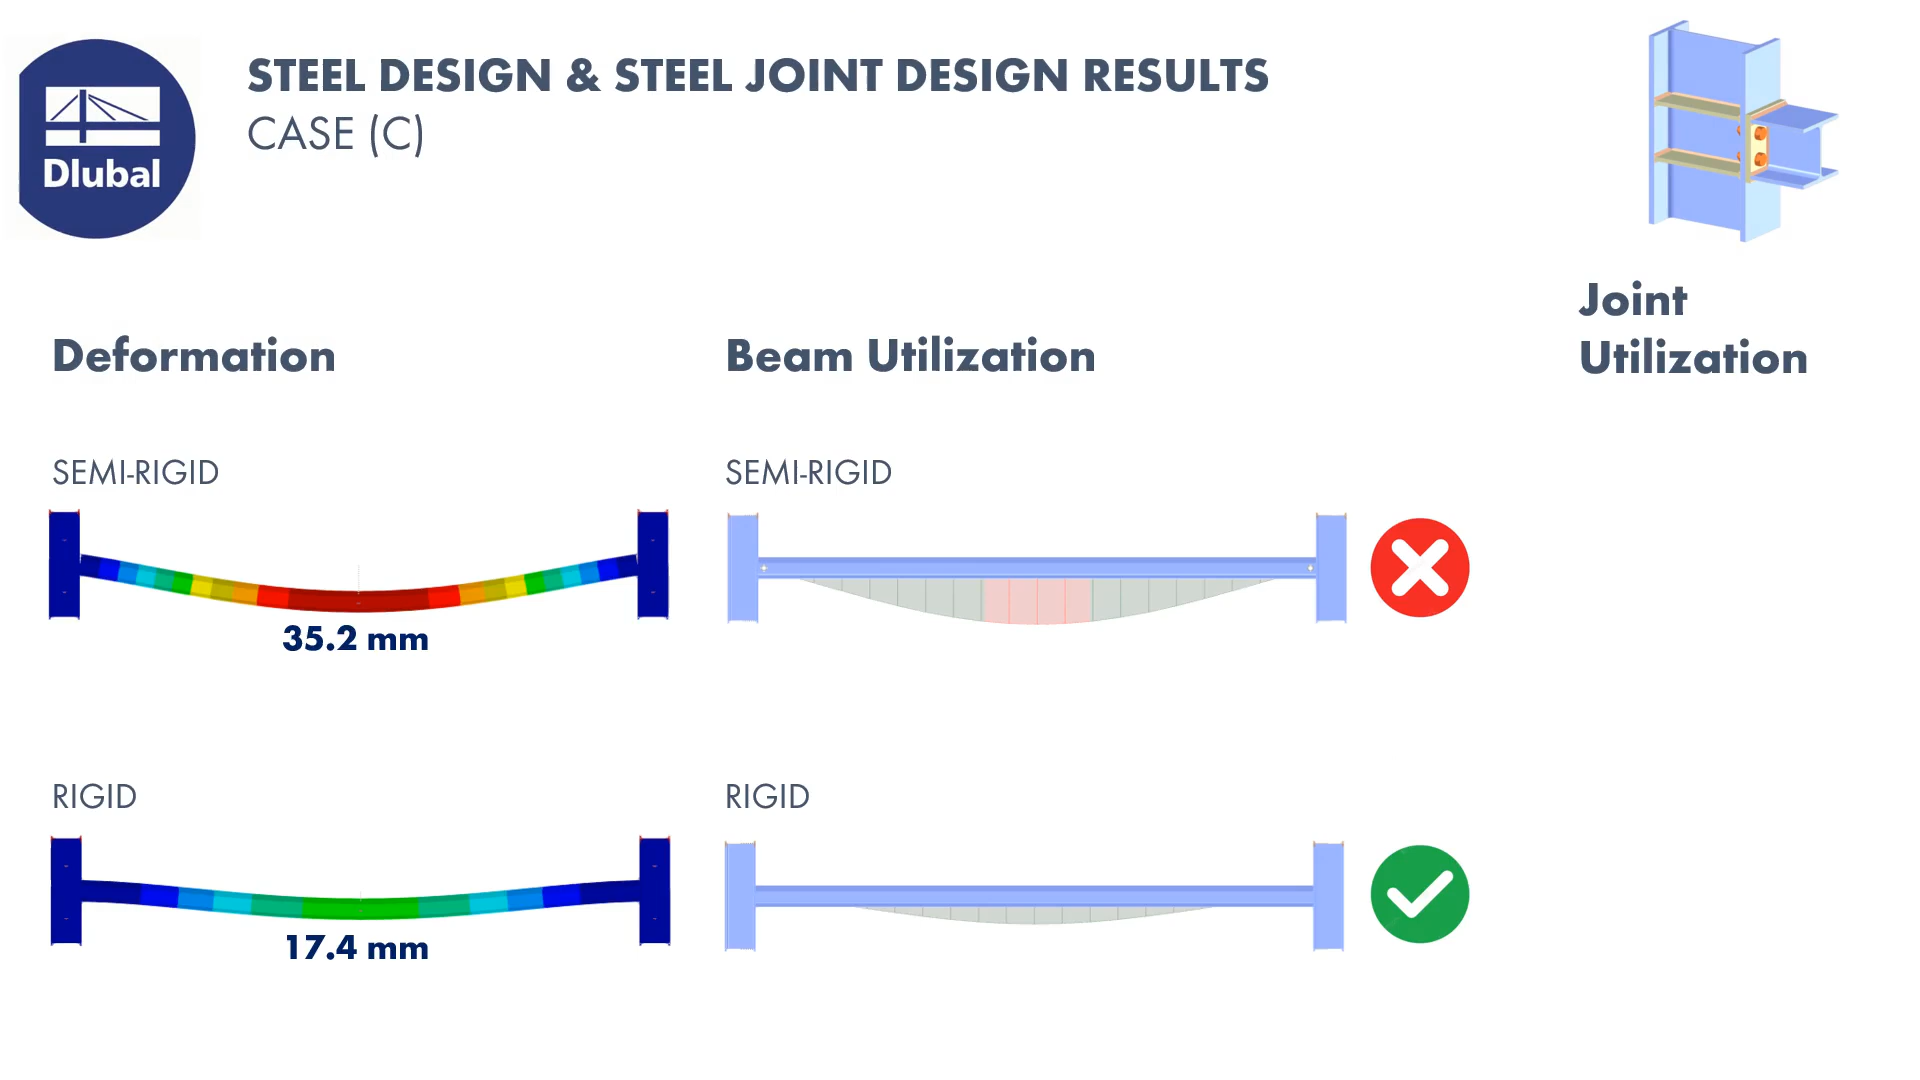 Dlubal
STEEL DESIGN & STEEL JOINT DESIGN RESULTS
CASE (C)
Deformation
Beam Utilization
Joint
Utilization
SEMI-RIGID
SEMI-RIGID
35.2 mm
RIGID
RIGID
17.4 mm